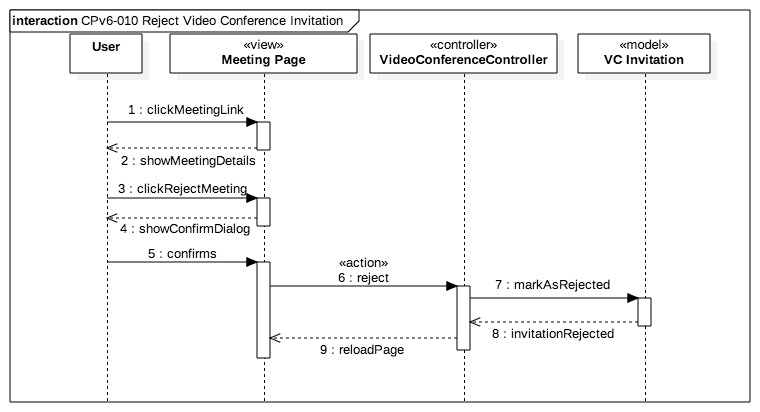 interaction CPv6-010 Reject Video Conference Invitation
User
«view»
Meeting Page
«controller»
VideoConferenceController
«model»
VC Invitation
1 : clickMeetingLink
2 : showMeetingDetails
3 : clickRejectMeeting
4 : showConfirmDialog
5 : confirms
«action»
6 : reject
7 : markAsRejected
8 : invitationRejected
9 : reloadPage